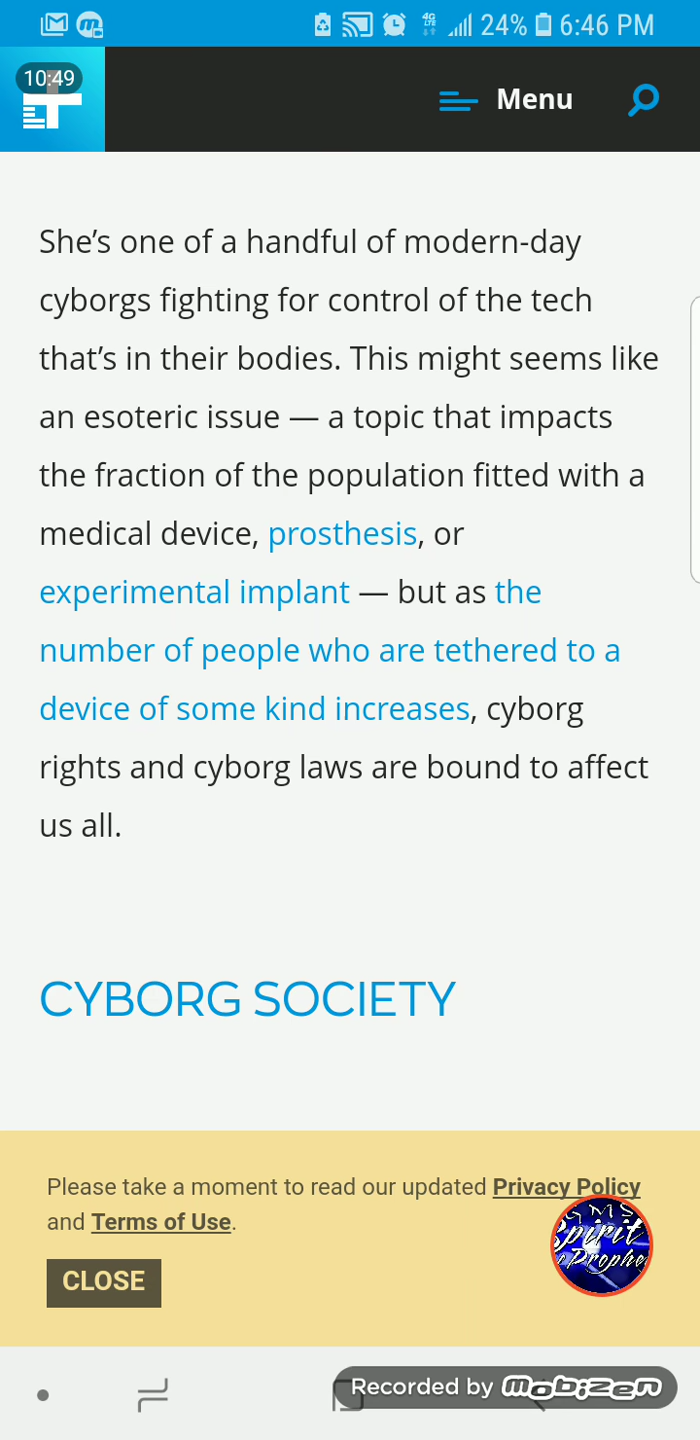 24% 6:46 PM
10:49
Menu
She’s one of a handful of modern-day
cyborgs fighting for control of the tech
that’s in their bodies. This might seems like
an esoteric issue — a topic that impacts
the fraction of the population fitted with a
medical device, prosthesis, or
experimental implant — but as the
number of people who are tethered to a
device of some kind increases, cyborg
rights and cyborg laws are bound to affect
us all.
CYBORG SOCIETY
Please take a moment to read our updated Privacy Policy
and Terms of Use.
Spirit
CLOSE
Recorded by mobizen